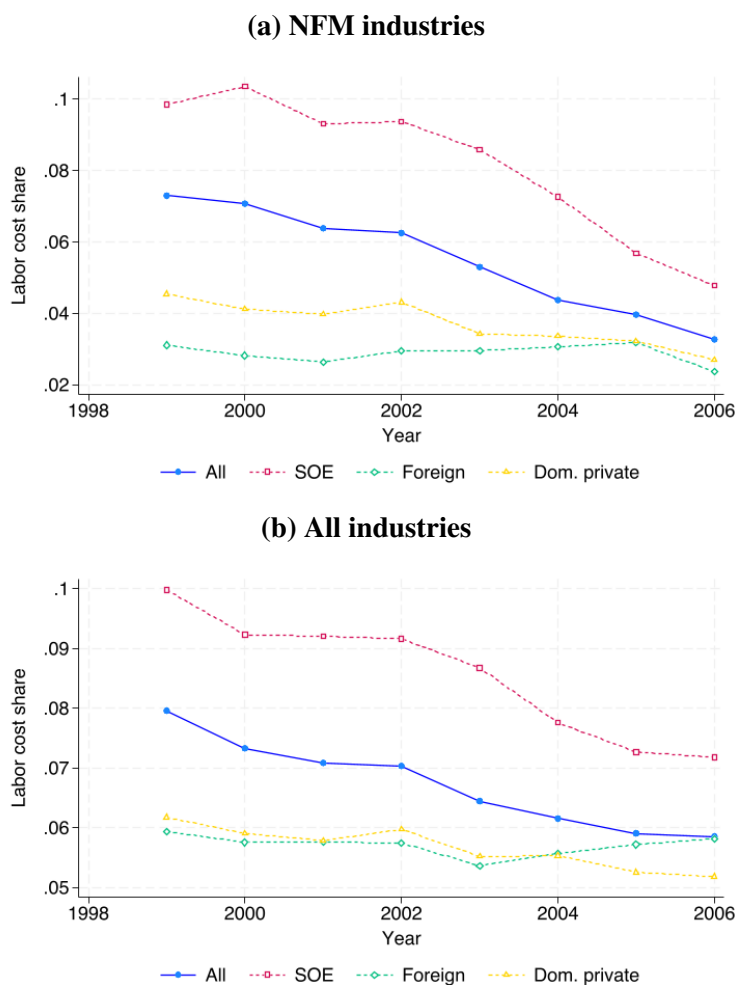 (a) NFM industries
.1
.08
.06
.04
.02
Labor cost share
1998 2000 2002 2004 2006
Year
All SOE Foreign Dom. private
(b) All industries
.1
.09
.08
.07
.06
.05
Labor cost share
1998 2000 2002 2004 2006
Year
All SOE Foreign Dom. private